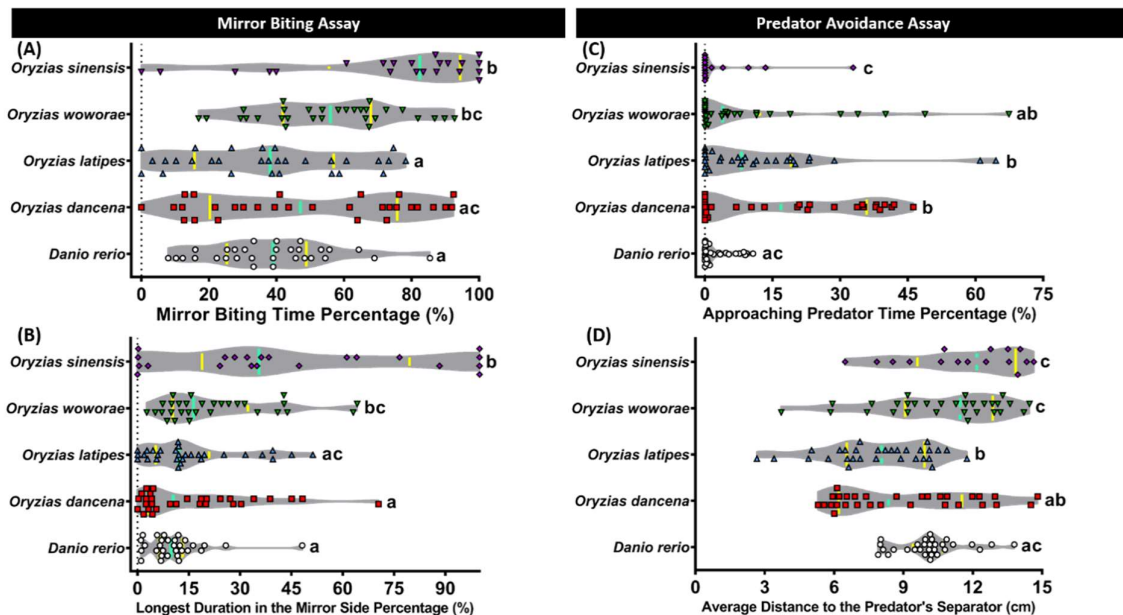 Mirror Biting Assay
Predator Avoidance Assay
(A)
Oryzias sinensis
b
Oryzias woworae
bc
Oryzias latipes
a
Oryzias dancena
ac
Danio rerio
a
0 20 40 60 80 100
Mirror Biting Time Percentage (%)
(C)
Oryzias sinensis
c
Oryzias woworae
ab
Oryzias latipes
b
Oryzias dancena
b
Danio rerio
ac
0 15 30 45 60 75
Approaching Predator Time Percentage (%)
(B)
Oryzias sinensis
b
Oryzias woworae
bc
Oryzias latipes
ac
Oryzias dancena
a
Danio rerio
a
0 15 30 45 60 75 90
Longest Duration in the Mirror Side Percentage (%)
(D)
Oryzias sinensis
c
Oryzias woworae
c
Oryzias latipes
b
Oryzias dancena
ab
Danio rerio
ac
0 3 6 9 12 15
Average Distance to the Predator's Separator (cm)